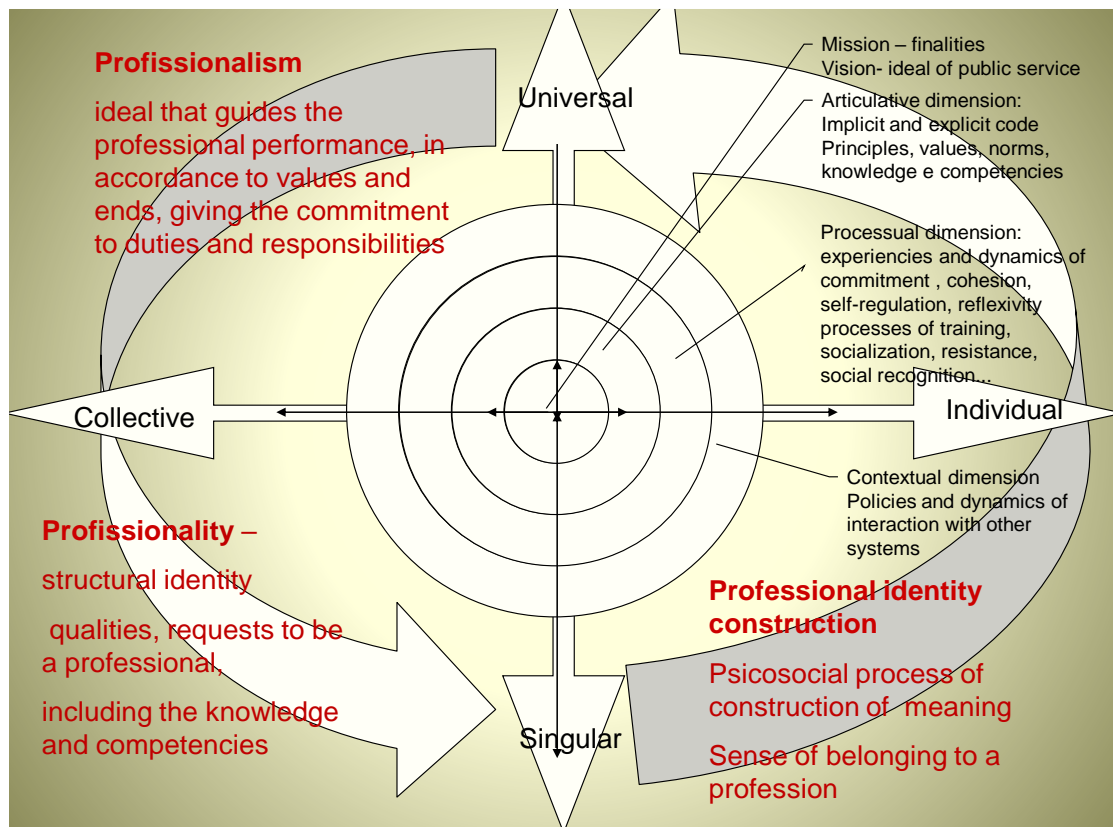 Profissionalism
ideal that guides the
professional performance, in
accordance to values and
ends, giving the commitment
to duties and responsibilities
Universal
Mission – finalities
Vision- ideal of public service
Articulative dimension:
Implicit and explicit code
Principles, values, norms,
knowledge e competencies
Processual dimension:
experiencies and dynamics of
commitment , cohesion,
self-regulation, reflexivity
processes of training,
socialization, resistance,
social recognition...
Collective
Individual
Contextual dimension
Policies and dynamics of
interaction with other
systems
Profissionality –
structural identity
qualities, requests to be
a professional,
including the knowledge
and competencies
Singular
Professional identity
construction
Psicosocial process of
construction of meaning
Sense of belonging to a
profession